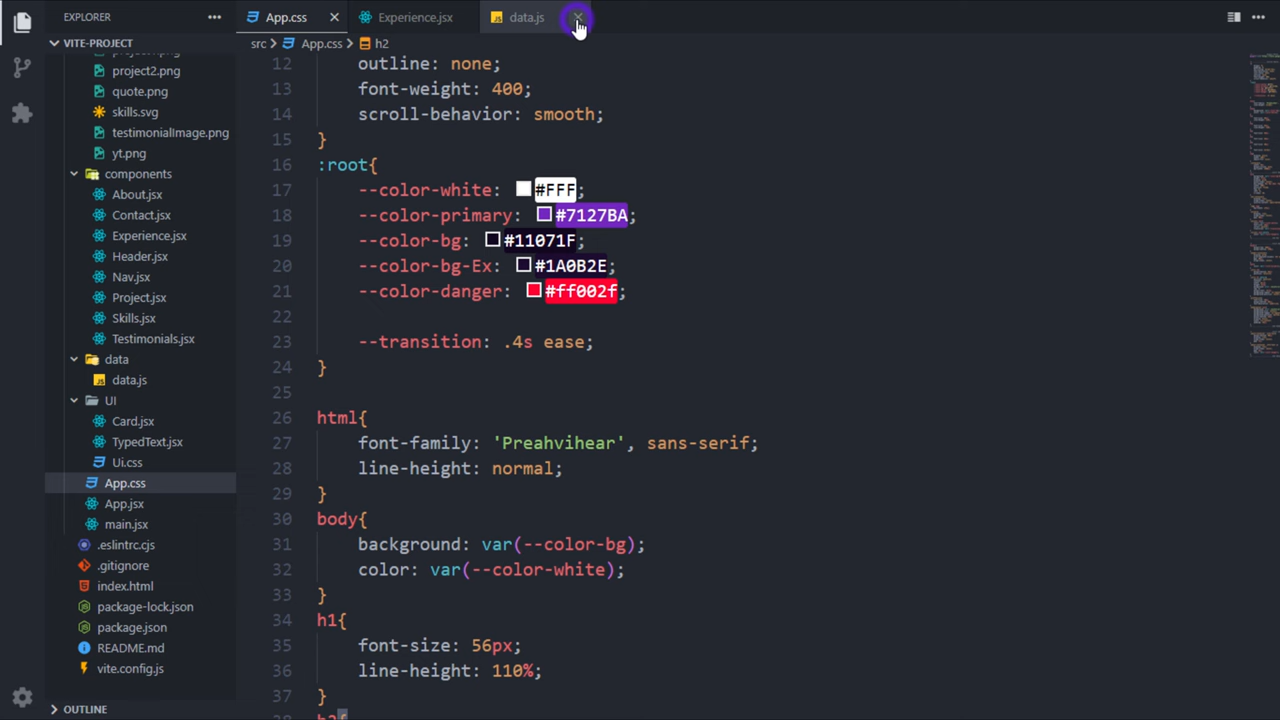 EXPLORER
App.css
Experience.jsx
data.js
VITE-PROJECT
src > App.css > h2
project2.png
quote.png
skills.svg
testimonialImage.png
yt.png
components
About.jsx
Contact.jsx
Experience.jsx
Header.jsx
Nav.jsx
Project.jsx
Skills.jsx
Testimonials.jsx
data
data.js
UI
Card.jsx
TypedText.jsx
Ui.css
App.css
App.jsx
main.jsx
.eslintrc.cjs
.gitignore
index.html
package-lock.json
package.json
README.md
vite.config.js
OUTLINE
12 outline: none;
13 font-weight: 400;
14 scroll-behavior: smooth;
15 }
16 :root{
17 --color-white: #FFF;
18 --color-primary: #7127BA;
19 --color-bg: #11071F;
20 --color-bg-Ex: #1A0B2E;
21 --color-danger: #ff002f;
22
23 --transition: .4s ease;
24 }
25
26 html{
27 font-family: 'Preahvihear', sans-serif;
28 line-height: normal;
29 }
30 body{
31 background: var(--color-bg);
32 color: var(--color-white);
33 }
34 h1{
35 font-size: 56px;
36 line-height: 110%;
37 }
38 h2{